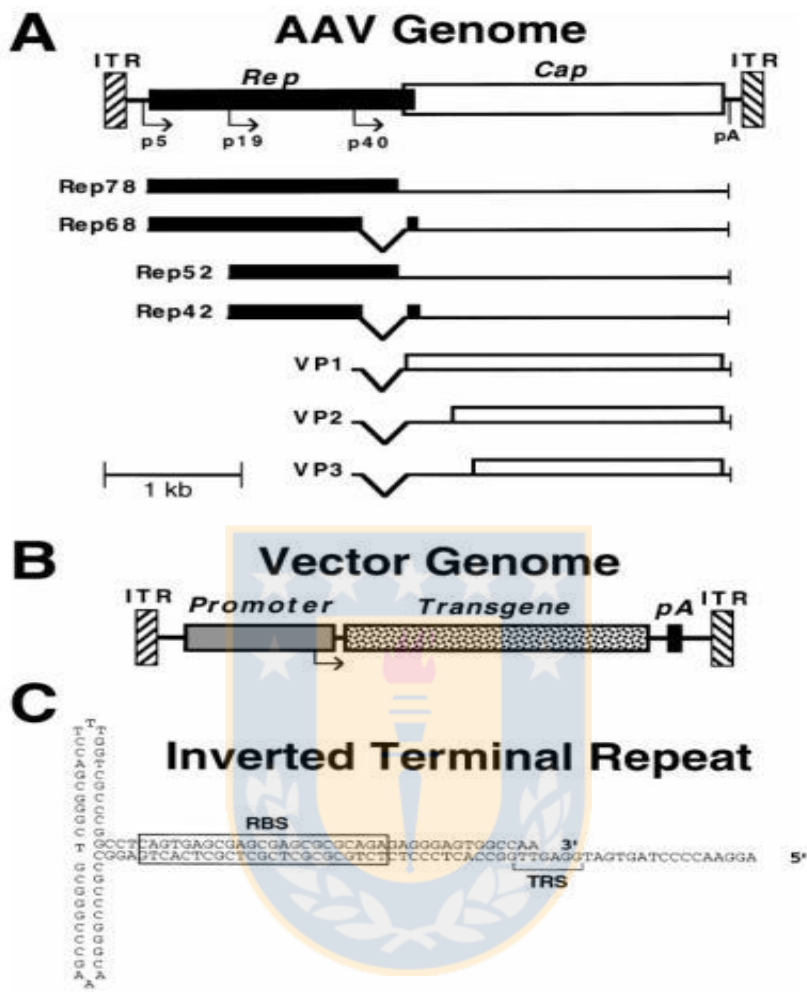 A
AAV Genome
ITR
Rep
Cap
ITR
p5
p19
p40
pA
Rep78
Rep68
Rep52
Rep42
VP1
VP2
VP3
1 kb
B
Vector Genome
ITR
Promoter
Transgene
pA
ITR
C
Inverted Terminal Repeat
RBS
GCCTCAGTGAGCGAGCGAGCGCGCAGAGAGGGAGTGGCCAA 3'
CGGAGTCACTCGCTCGCTCGCGCGTCTCTCCCTCACCGGTTGAGGTAGTGATCCCCAAGGA 5'
TRS